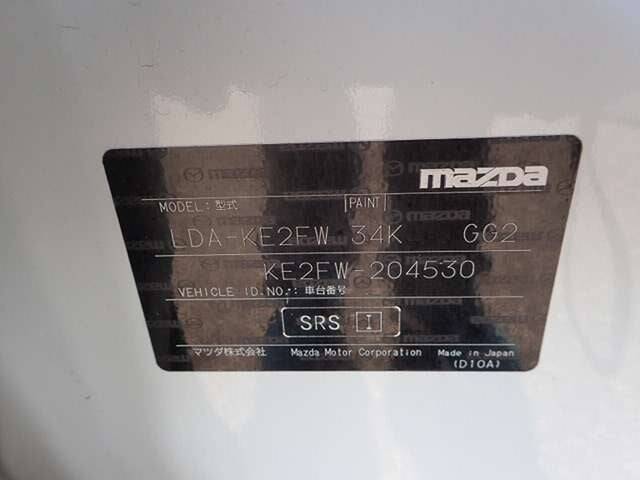 mazda
MODEL:型式 PAINT
LDA-KE2FW 34K GG2
KE2FW-204530
VEHICLE ID.NO.:車台番号
SRS I
マツダ株式会社 Mazda Motor Corporation Made in Japan
(D10A)